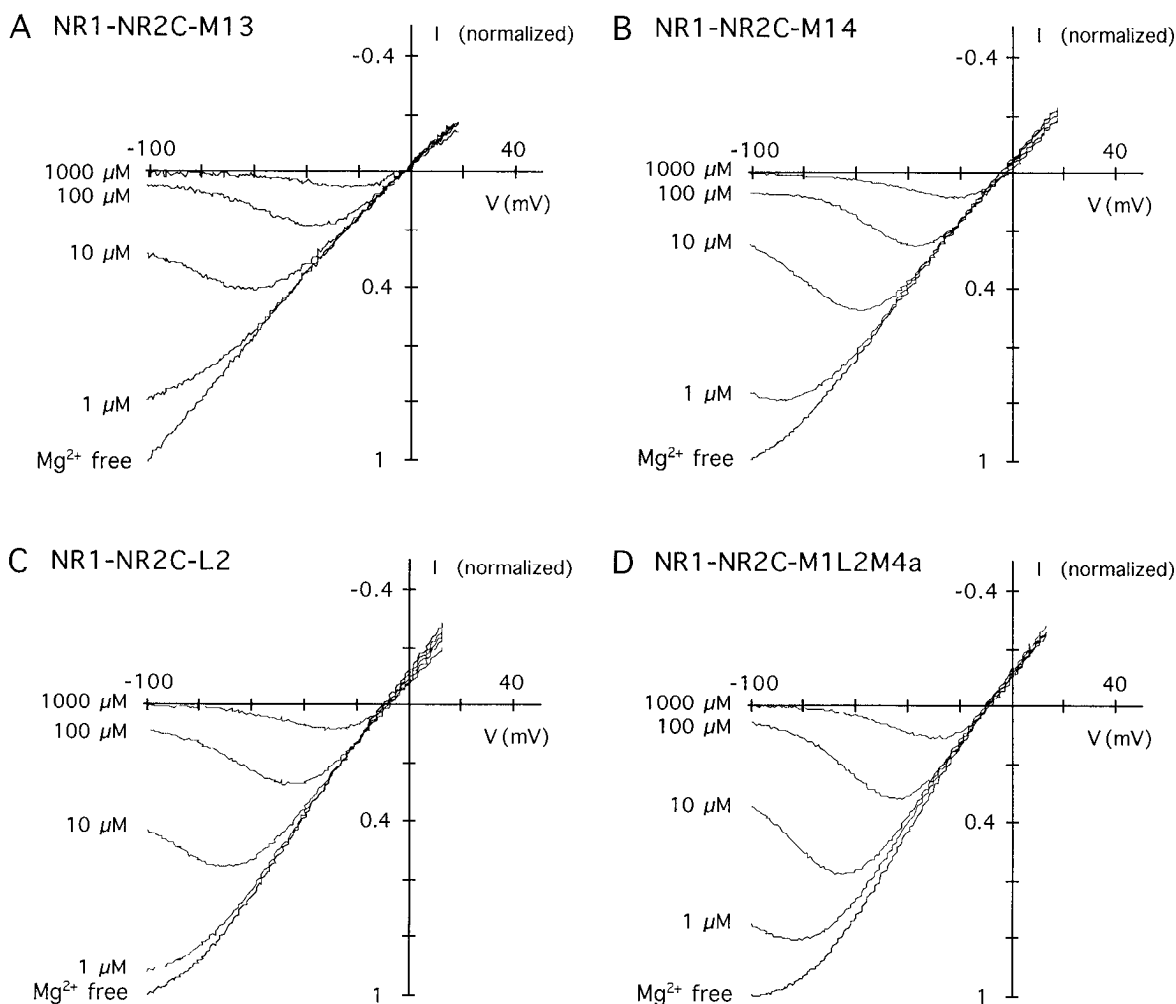 A NR1-NR2C-M13
I (normalized)
-0.4
-100
40
1000 µM
100 µM
V (mV)
10 µM
0.4
1 µM
Mg²⁺ free
1
B NR1-NR2C-M14
I (normalized)
-0.4
-100
40
1000 µM
100 µM
V (mV)
10 µM
0.4
1 µM
Mg²⁺ free
1
C NR1-NR2C-L2
I (normalized)
-0.4
-100
40
1000 µM
100 µM
V (mV)
10 µM
0.4
1 µM
Mg²⁺ free
1
D NR1-NR2C-M1L2M4a
I (normalized)
-0.4
-100
40
1000 µM
100 µM
V (mV)
10 µM
0.4
1 µM
Mg²⁺ free
1